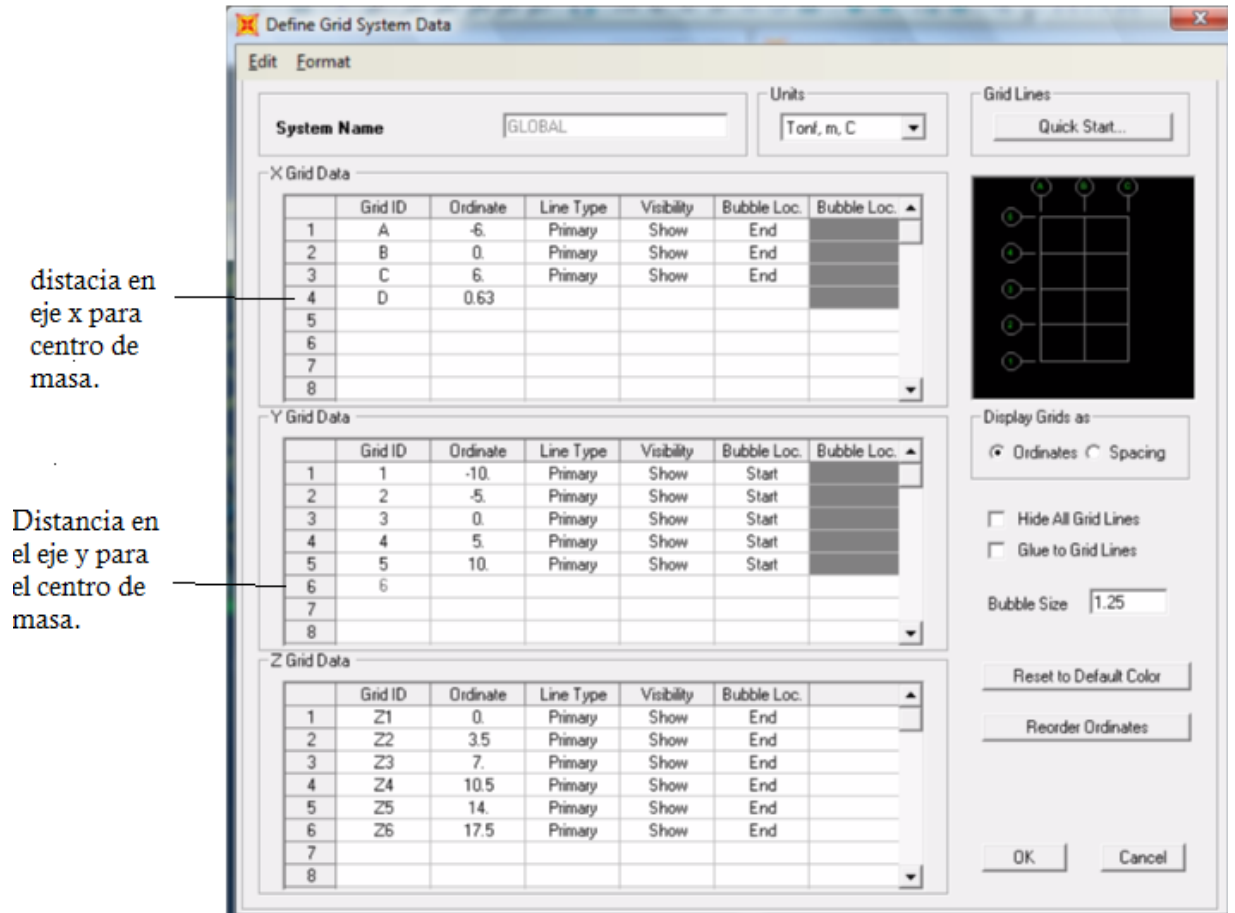 Define Grid System Data
Edit Format
System Name GLOBAL
Units
Tonf, m, C
Grid Lines
Quick Start...
X Grid Data
Grid ID Ordinate Line Type Visibility Bubble Loc. Bubble Loc.
1 A -6. Primary Show End
2 B 0. Primary Show End
3 C 6. Primary Show End
4 D 0.63
5
6
7
8
distacia en
eje x para
centro de
masa.
A B C
5
4
3
2
1
Y Grid Data
Grid ID Ordinate Line Type Visibility Bubble Loc. Bubble Loc.
1 1 -10. Primary Show Start
2 2 -5. Primary Show Start
3 3 0. Primary Show Start
4 4 5. Primary Show Start
5 5 10. Primary Show Start
6 6
7
8
Distancia en
el eje y para
el centro de
masa.
Display Grids as
Ordinates Spacing
Hide All Grid Lines
Glue to Grid Lines
Bubble Size 1.25
Z Grid Data
Grid ID Ordinate Line Type Visibility Bubble Loc.
1 Z1 0. Primary Show End
2 Z2 3.5 Primary Show End
3 Z3 7. Primary Show End
4 Z4 10.5 Primary Show End
5 Z5 14. Primary Show End
6 Z6 17.5 Primary Show End
7
8
Reset to Default Color
Reorder Ordinates
OK Cancel